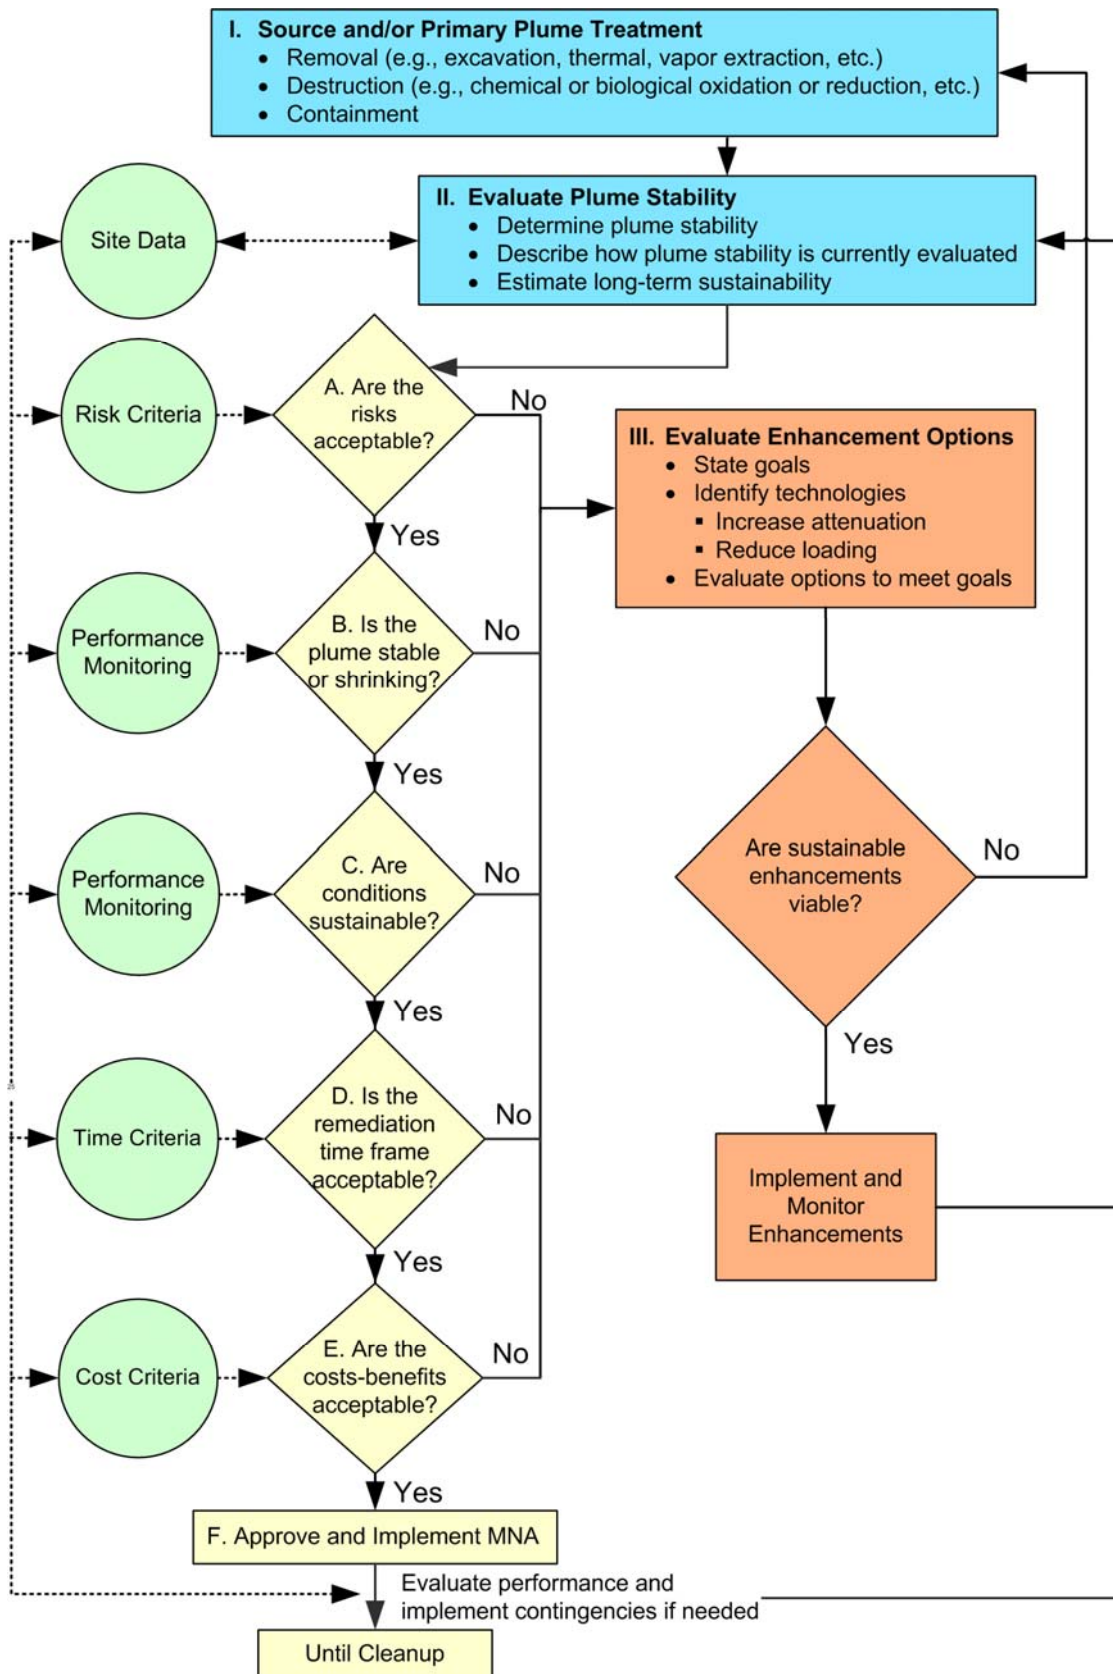 I. Source and/or Primary Plume Treatment
• Removal (e.g., excavation, thermal, vapor extraction, etc.)
• Destruction (e.g., chemical or biological oxidation or reduction, etc.)
• Containment
II. Evaluate Plume Stability
• Determine plume stability
• Describe how plume stability is currently evaluated
• Estimate long-term sustainability
Site Data
Risk Criteria
A. Are the
risks
acceptable?
No
Yes
III. Evaluate Enhancement Options
• State goals
• Identify technologies
▪ Increase attenuation
▪ Reduce loading
• Evaluate options to meet goals
Performance
Monitoring
B. Is the
plume stable
or shrinking?
No
Yes
Performance
Monitoring
C. Are
conditions
sustainable?
No
Yes
Are sustainable
enhancements
viable?
No
Yes
Time Criteria
D. Is the
remediation
time frame
acceptable?
No
Yes
Implement and
Monitor
Enhancements
Cost Criteria
E. Are the
costs-benefits
acceptable?
No
Yes
F. Approve and Implement MNA
Evaluate performance and
implement contingencies if needed
Until Cleanup